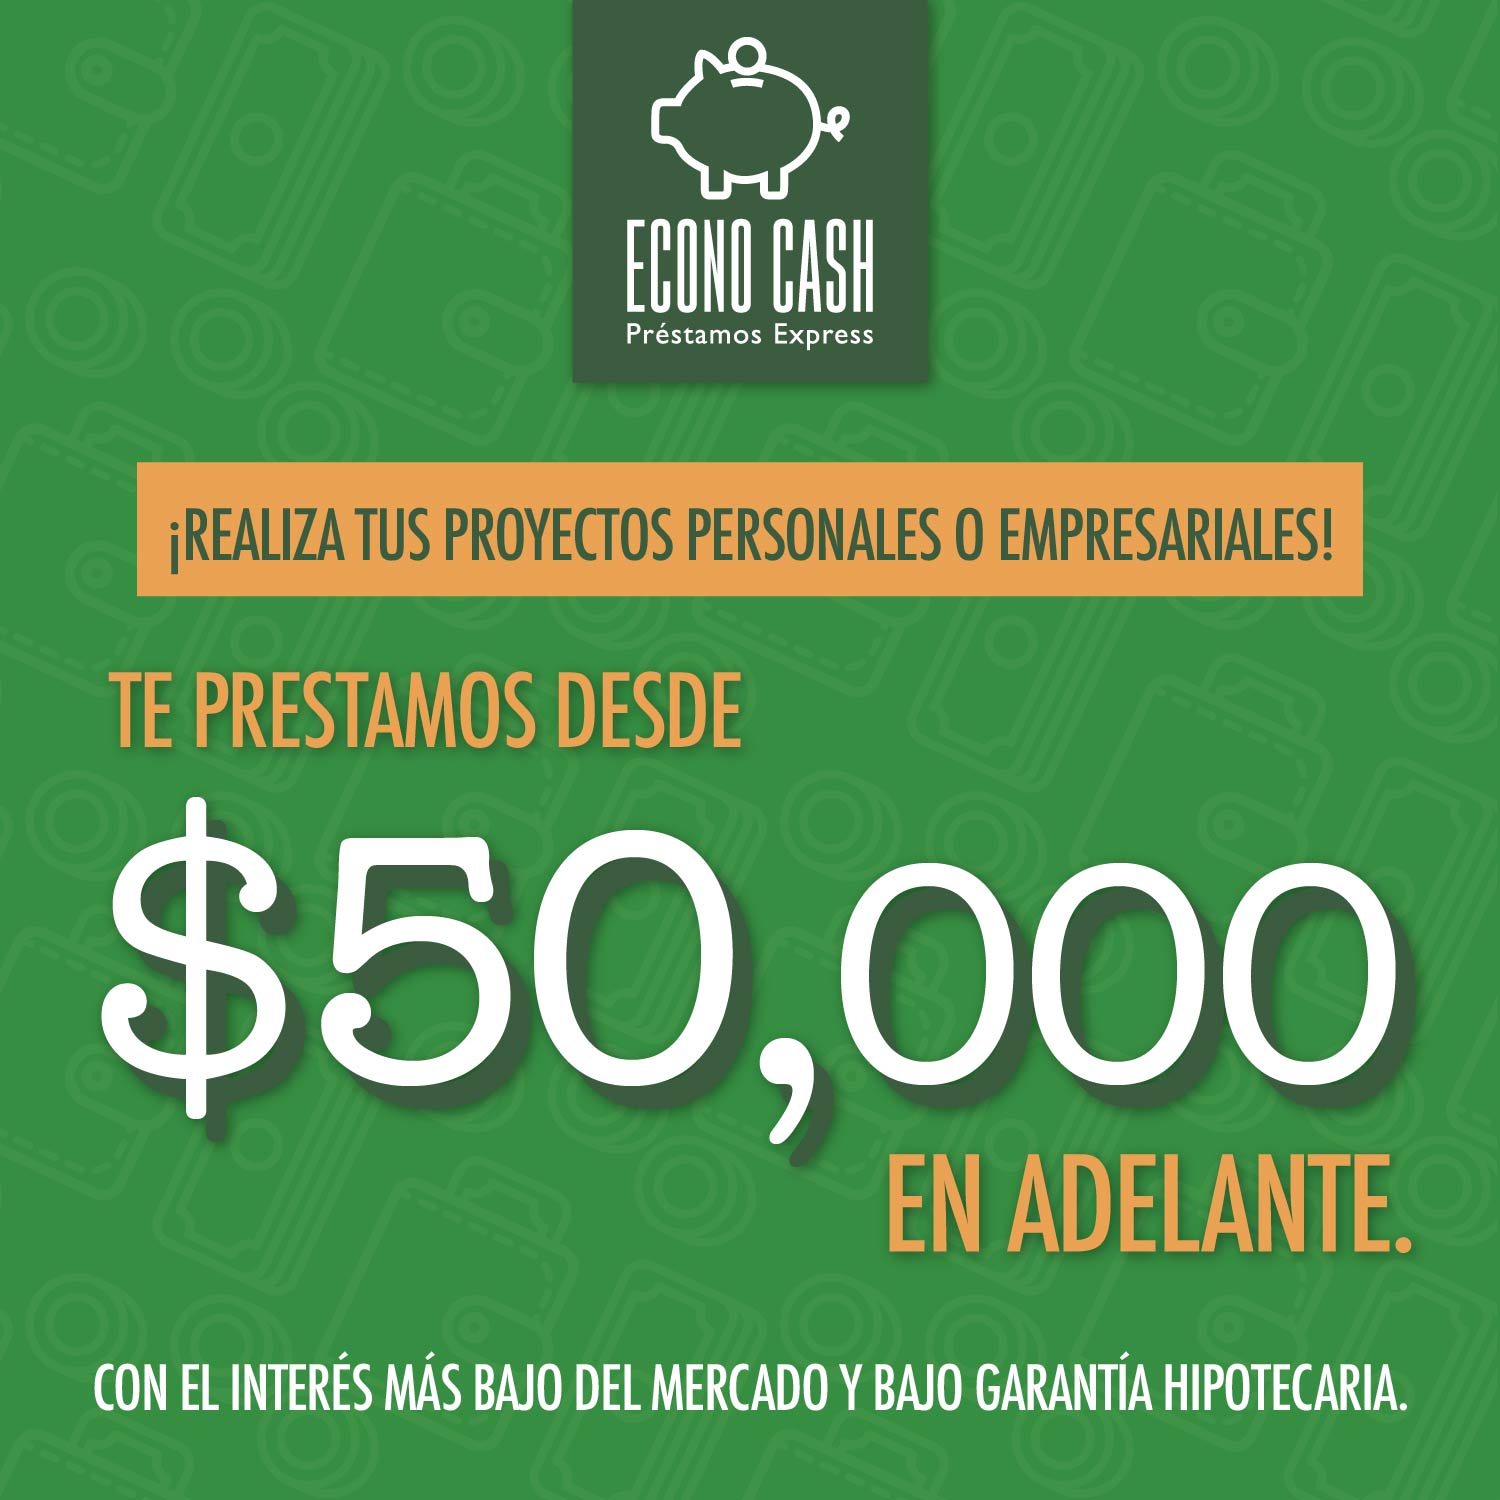 ECONO CASH
Préstamos Express
¡REALIZA TUS PROYECTOS PERSONALES O EMPRESARIALES!
TE PRESTAMOS DESDE
$50,000
EN ADELANTE.
CON EL INTERÉS MÁS BAJO DEL MERCADO Y BAJO GARANTÍA HIPOTECARIA.